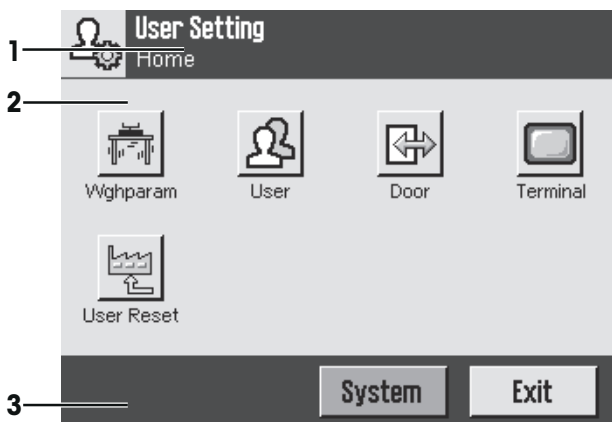 User Setting
1 Home
2
Wghparam User Door Terminal
User Reset
3 System Exit